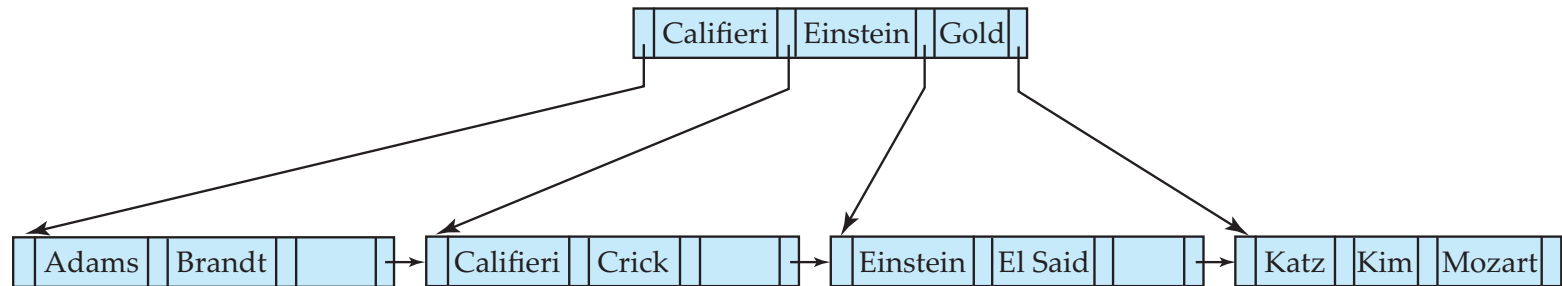 Califieri Einstein Gold
Adams Brandt Califieri Crick Einstein El Said Katz Kim Mozart